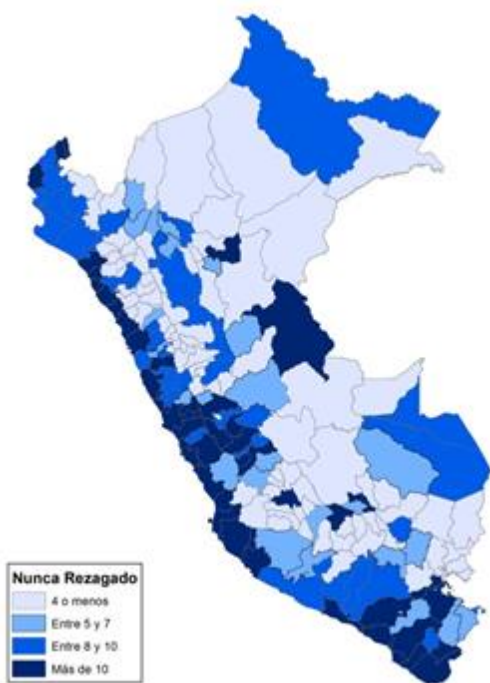 Nunca Rezagado
4 o menos
Entre 5 y 7
Entre 8 y 10
Más de 10